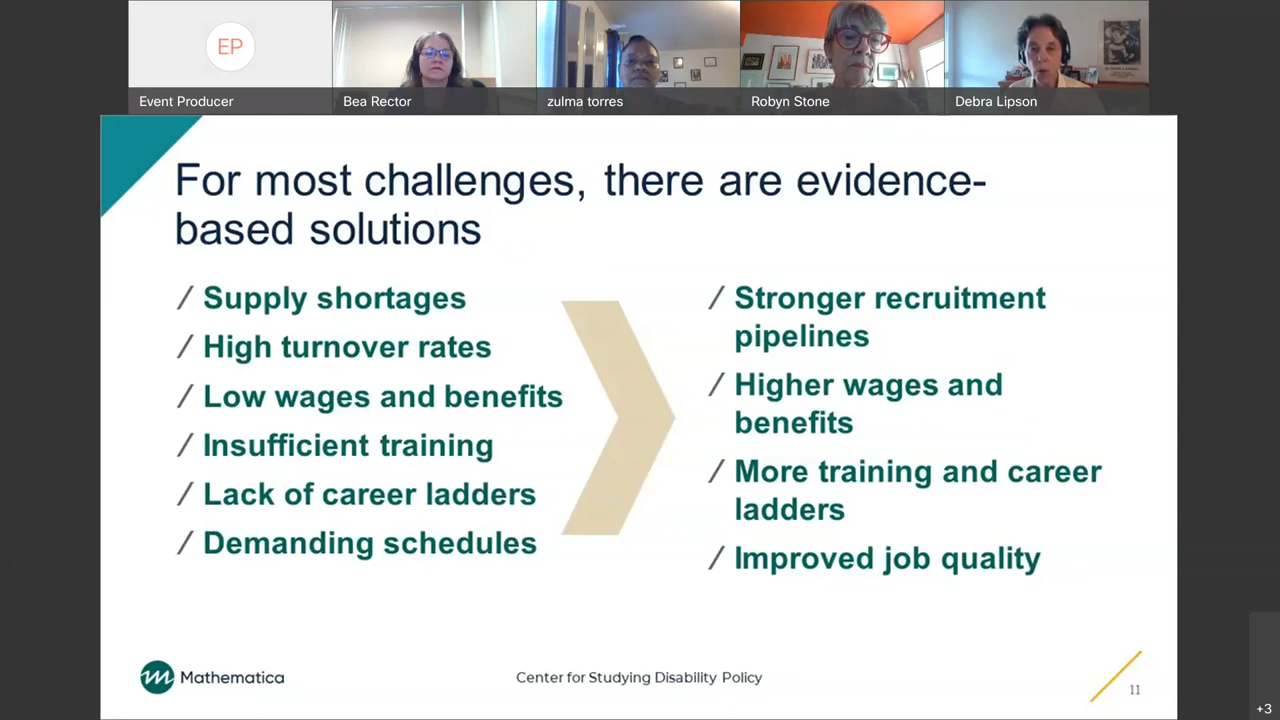 EP
Event Producer
Bea Rector
zulma torres
Robyn Stone
Debra Lipson
For most challenges, there are evidence-
based solutions
/ Supply shortages
/ High turnover rates
/ Low wages and benefits
/ Insufficient training
/ Lack of career ladders
/ Demanding schedules
/ Stronger recruitment
pipelines
/ Higher wages and
benefits
/ More training and career
ladders
/ Improved job quality
Mathematica
Center for Studying Disability Policy
11
+3